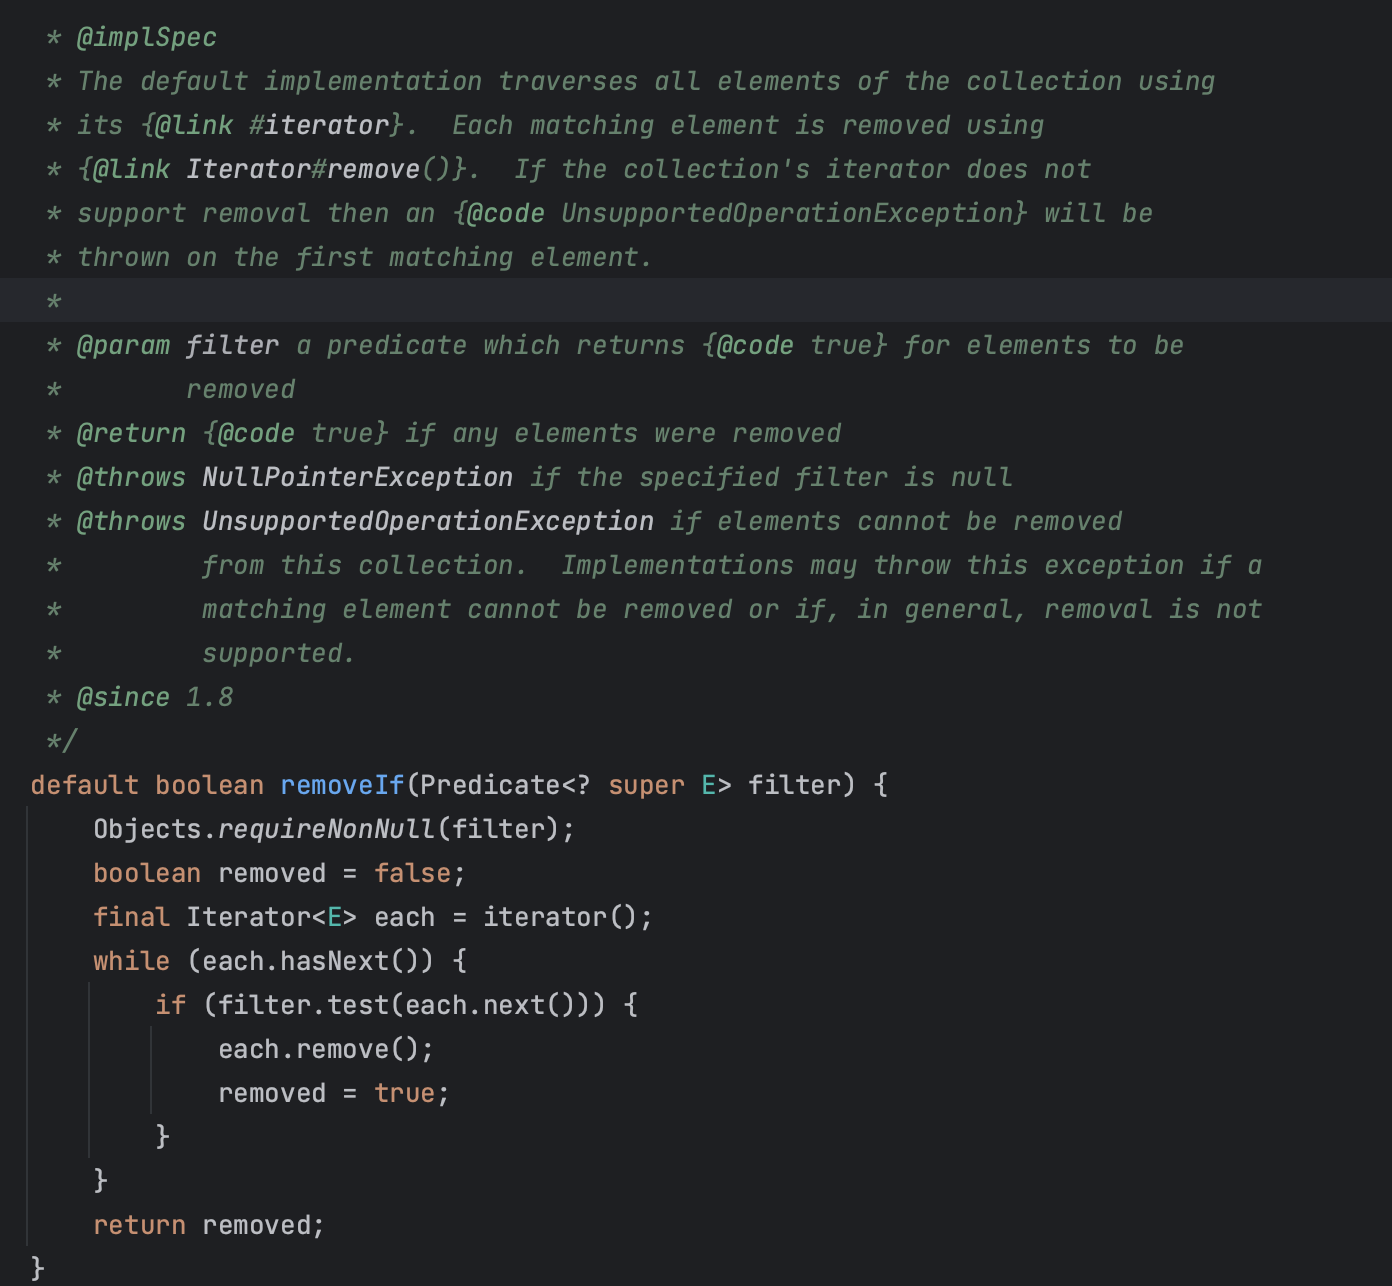 * @implSpec
* The default implementation traverses all elements of the collection using
* its {@link #iterator}.  Each matching element is removed using
* {@link Iterator#remove()}.  If the collection's iterator does not
* support removal then an {@code UnsupportedOperationException} will be
* thrown on the first matching element.
*
* @param filter a predicate which returns {@code true} for elements to be
*        removed
* @return {@code true} if any elements were removed
* @throws NullPointerException if the specified filter is null
* @throws UnsupportedOperationException if elements cannot be removed
*         from this collection.  Implementations may throw this exception if a
*         matching element cannot be removed or if, in general, removal is not
*         supported.
* @since 1.8
*/
default boolean removeIf(Predicate<? super E> filter) {
    Objects.requireNonNull(filter);
    boolean removed = false;
    final Iterator<E> each = iterator();
    while (each.hasNext()) {
        if (filter.test(each.next())) {
            each.remove();
            removed = true;
        }
    }
    return removed;
}